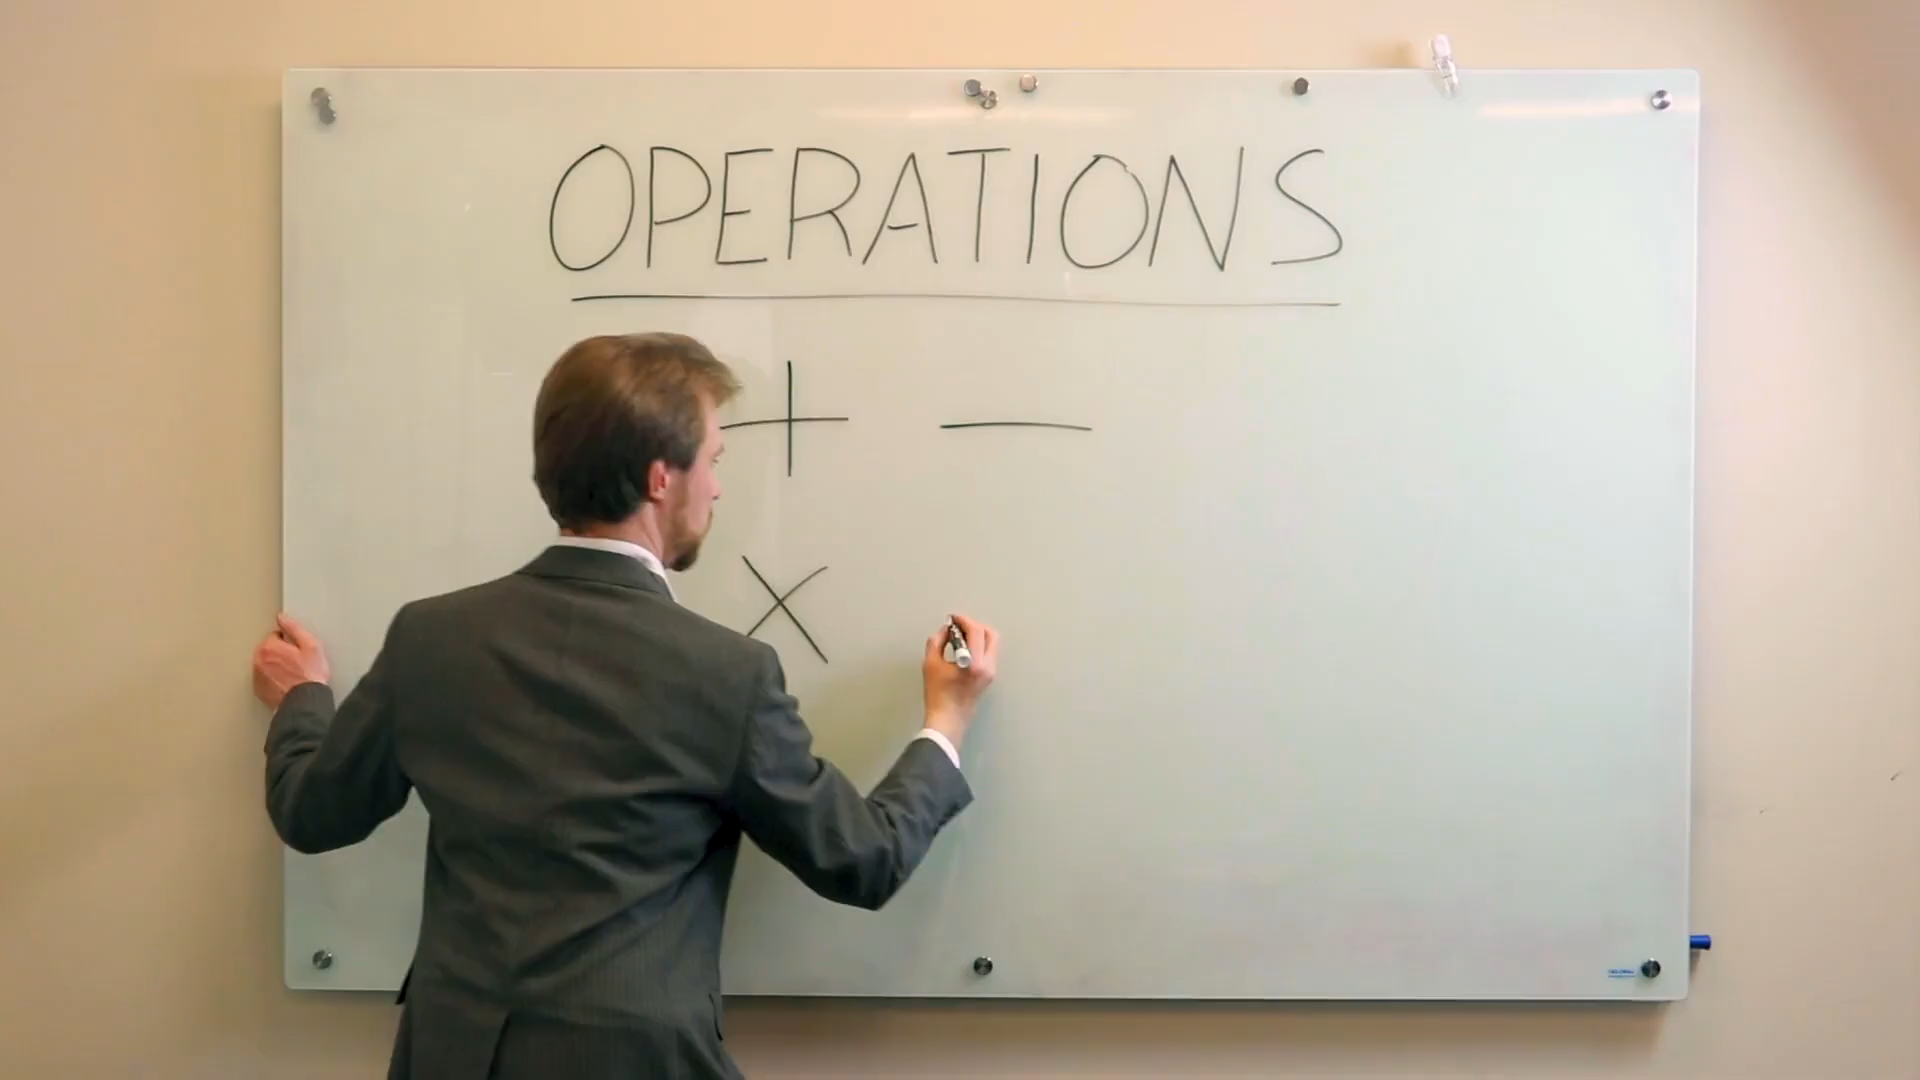 OPERATIONS
+ −
×